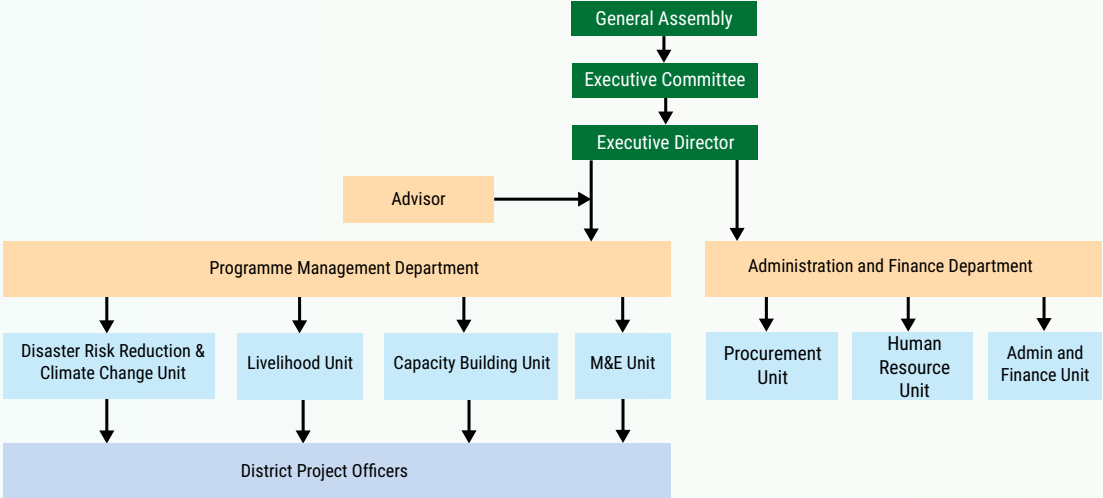 General Assembly
Executive Committee
Executive Director
Advisor
Programme Management Department
Administration and Finance Department
Disaster Risk Reduction &
Climate Change Unit
Livelihood Unit
Capacity Building Unit
M&E Unit
Procurement
Unit
Human
Resource
Unit
Admin and
Finance Unit
District Project Officers